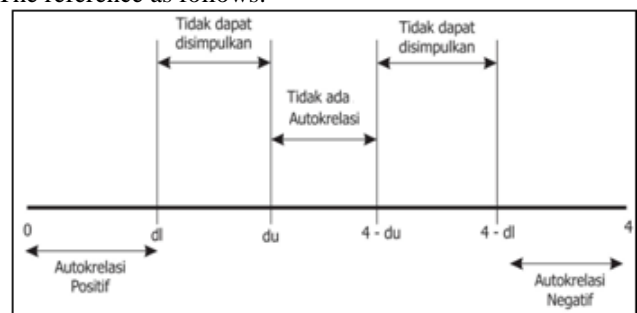 The reference as follows:
Tidak dapat
disimpulkan
Tidak dapat
disimpulkan
Tidak ada
Autokrelasi
0
dl
du
4 - du
4 - dl
4
Autokrelasi
Positif
Autokrelasi
Negatif